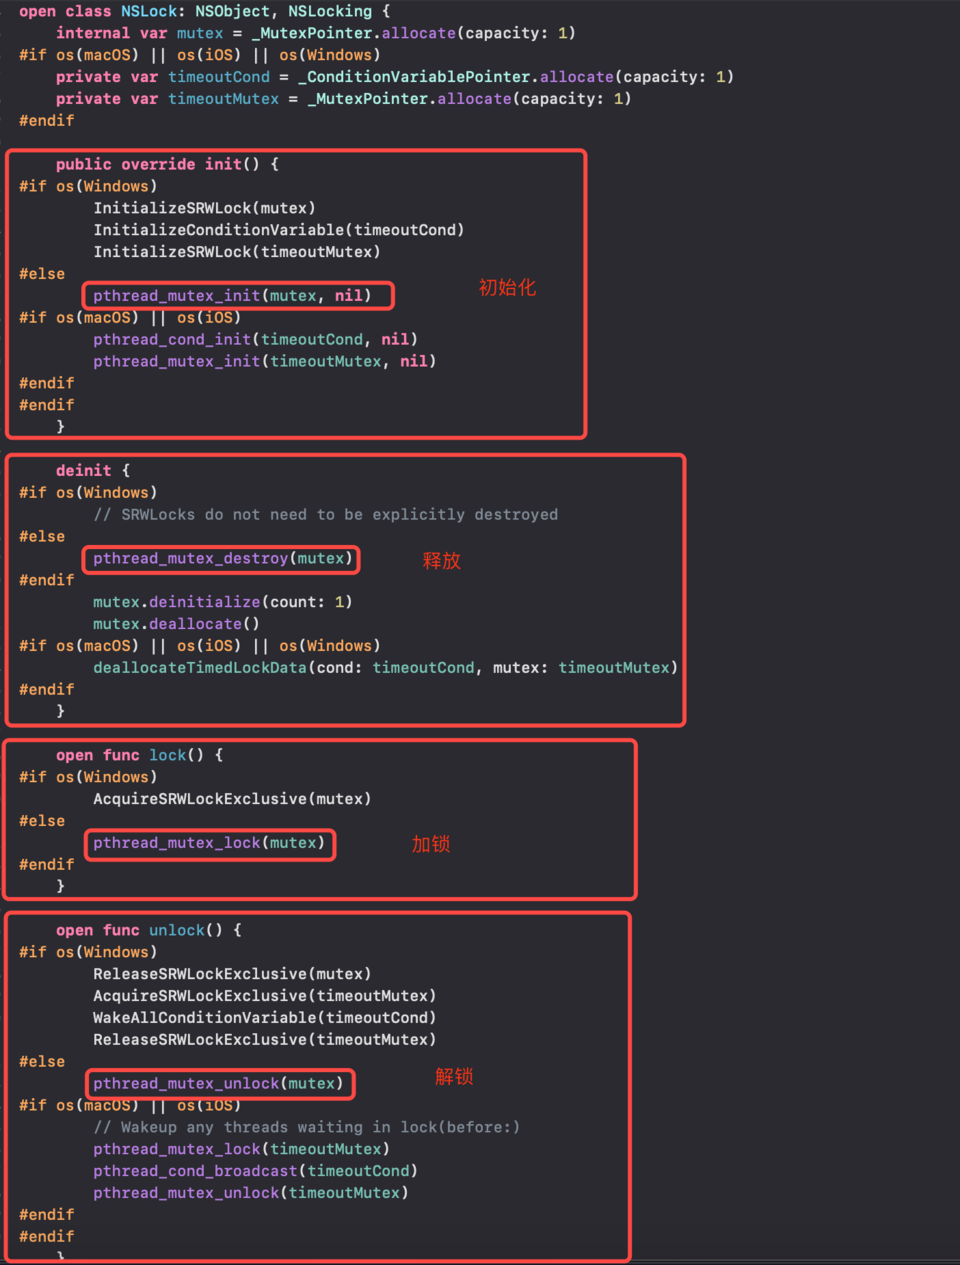 open class NSLock: NSObject, NSLocking {
    internal var mutex = _MutexPointer.allocate(capacity: 1)
#if os(macOS) || os(iOS) || os(Windows)
    private var timeoutCond = _ConditionVariablePointer.allocate(capacity: 1)
    private var timeoutMutex = _MutexPointer.allocate(capacity: 1)
#endif
    public override init() {
#if os(Windows)
        InitializeSRWLock(mutex)
        InitializeConditionVariable(timeoutCond)
        InitializeSRWLock(timeoutMutex)
#else
        pthread_mutex_init(mutex, nil)
初始化
#if os(macOS) || os(iOS)
        pthread_cond_init(timeoutCond, nil)
        pthread_mutex_init(timeoutMutex, nil)
#endif
#endif
    }
    deinit {
#if os(Windows)
        // SRWLocks do not need to be explicitly destroyed
#else
        pthread_mutex_destroy(mutex)
释放
#endif
        mutex.deinitialize(count: 1)
        mutex.deallocate()
#if os(macOS) || os(iOS) || os(Windows)
        deallocateTimedLockData(cond: timeoutCond, mutex: timeoutMutex)
#endif
    }
    open func lock() {
#if os(Windows)
        AcquireSRWLockExclusive(mutex)
#else
        pthread_mutex_lock(mutex)
加锁
#endif
    }
    open func unlock() {
#if os(Windows)
        ReleaseSRWLockExclusive(mutex)
        AcquireSRWLockExclusive(timeoutMutex)
        WakeAllConditionVariable(timeoutCond)
        ReleaseSRWLockExclusive(timeoutMutex)
#else
        pthread_mutex_unlock(mutex)
解锁
#if os(macOS) || os(iOS)
        // Wakeup any threads waiting in lock(before:)
        pthread_mutex_lock(timeoutMutex)
        pthread_cond_broadcast(timeoutCond)
        pthread_mutex_unlock(timeoutMutex)
#endif
#endif
    }